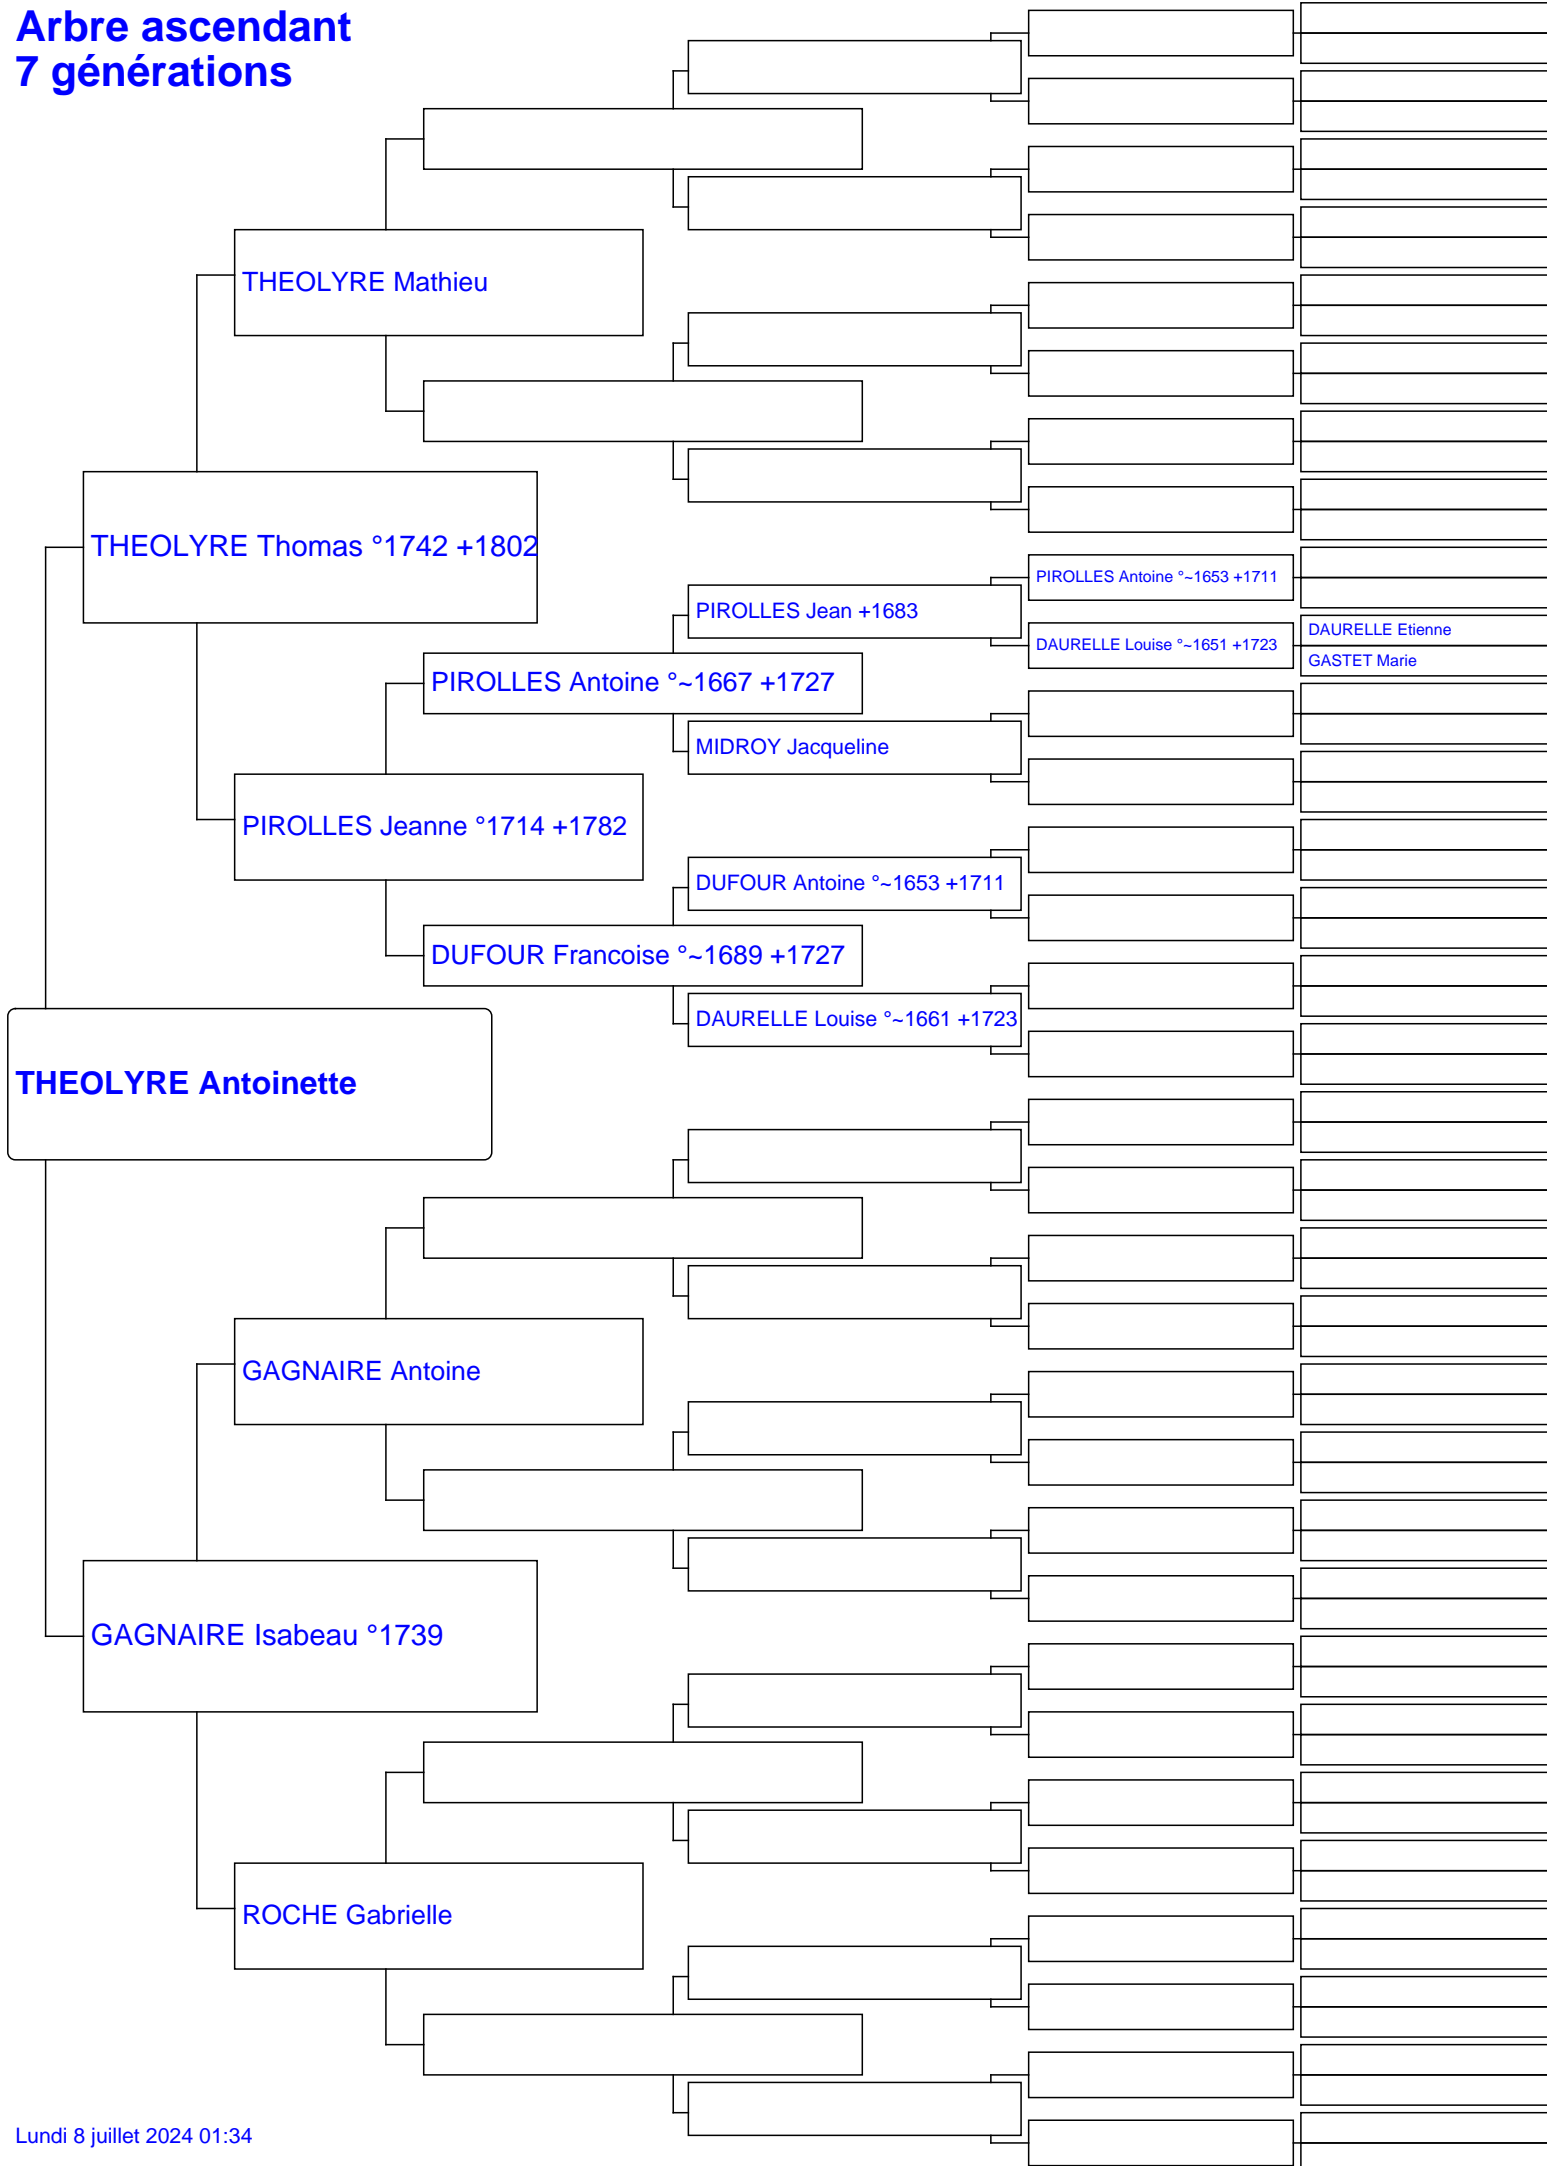 Arbre ascendant
7 générations
THEOLYRE Mathieu
THEOLYRE Thomas °1742 +1802
PIROLLES Antoine °~1653 +1711
PIROLLES Jean +1683
DAURELLE Etienne
DAURELLE Louise °~1651 +1723
GASTET Marie
PIROLLES Antoine °~1667 +1727
MIDROY Jacqueline
PIROLLES Jeanne °1714 +1782
DUFOUR Antoine °~1653 +1711
DUFOUR Francoise °~1689 +1727
DAURELLE Louise °~1661 +1723
THEOLYRE Antoinette
GAGNAIRE Antoine
GAGNAIRE Isabeau °1739
ROCHE Gabrielle
Lundi 8 juillet 2024 01:34